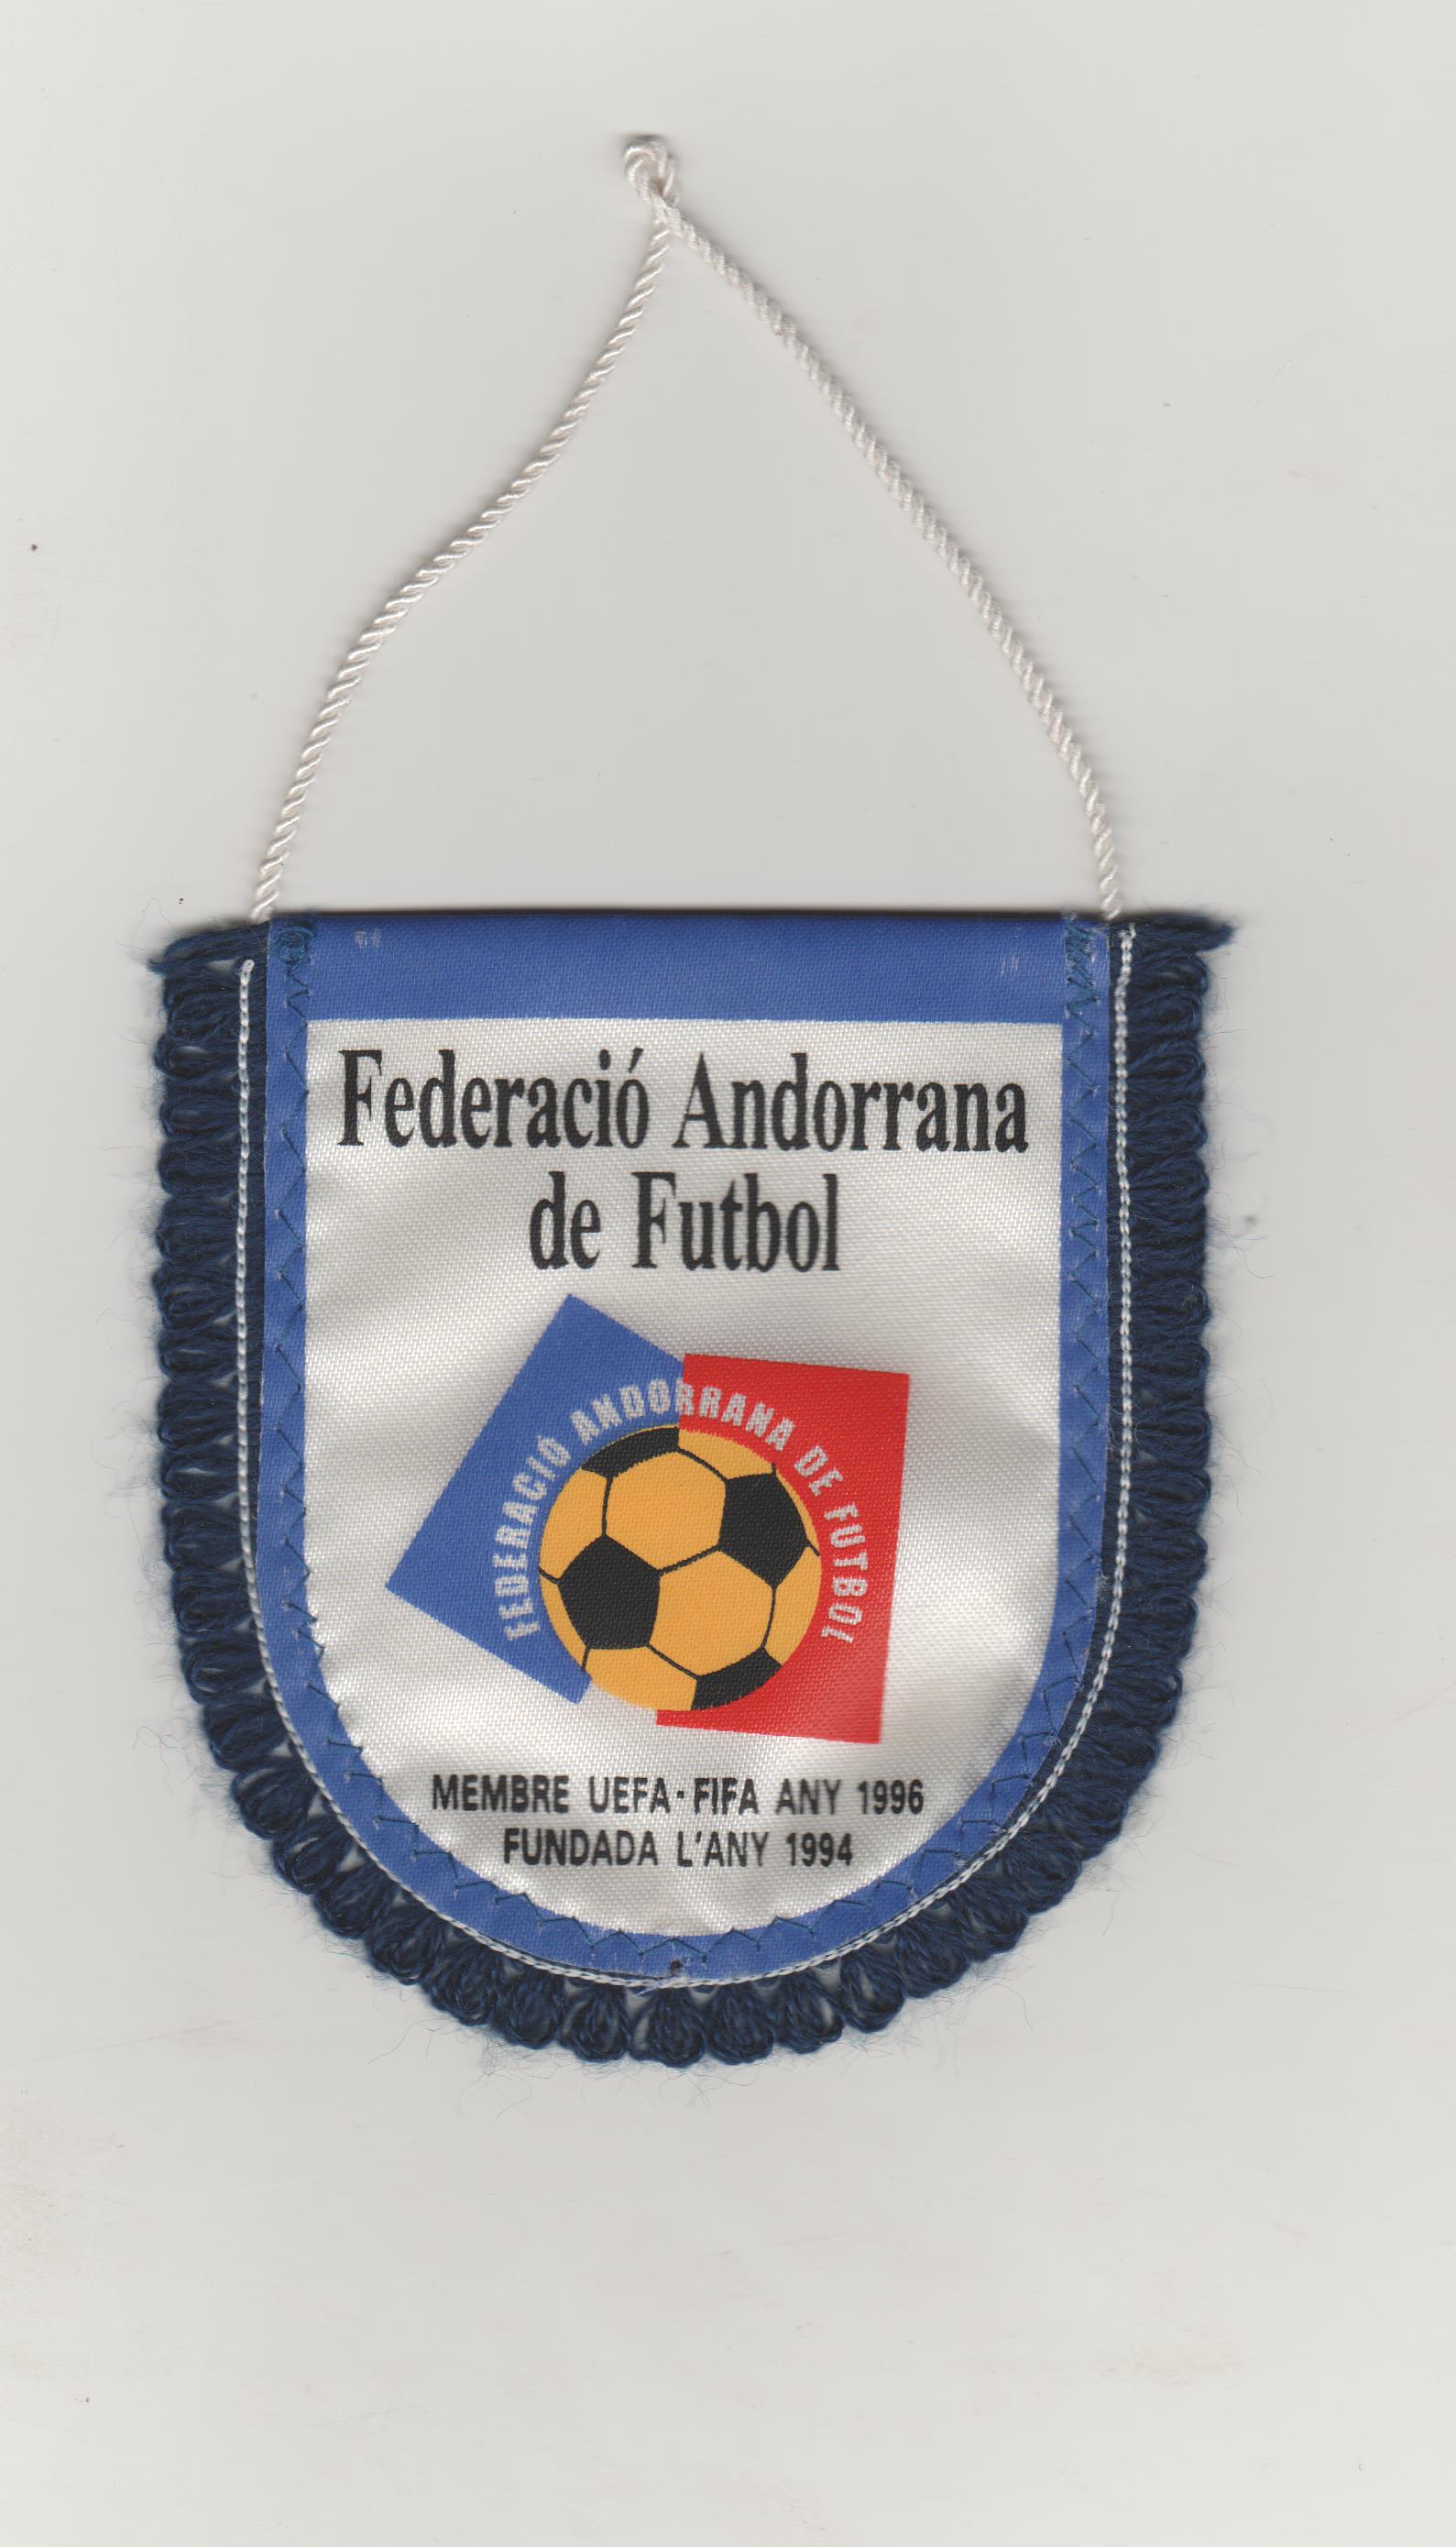 Federació Andorrana
de Futbol
FEDERACIÓ ANDORRANA DE FUTBOL
MEMBRE UEFA·FIFA ANY 1996
FUNDADA L'ANY 1994